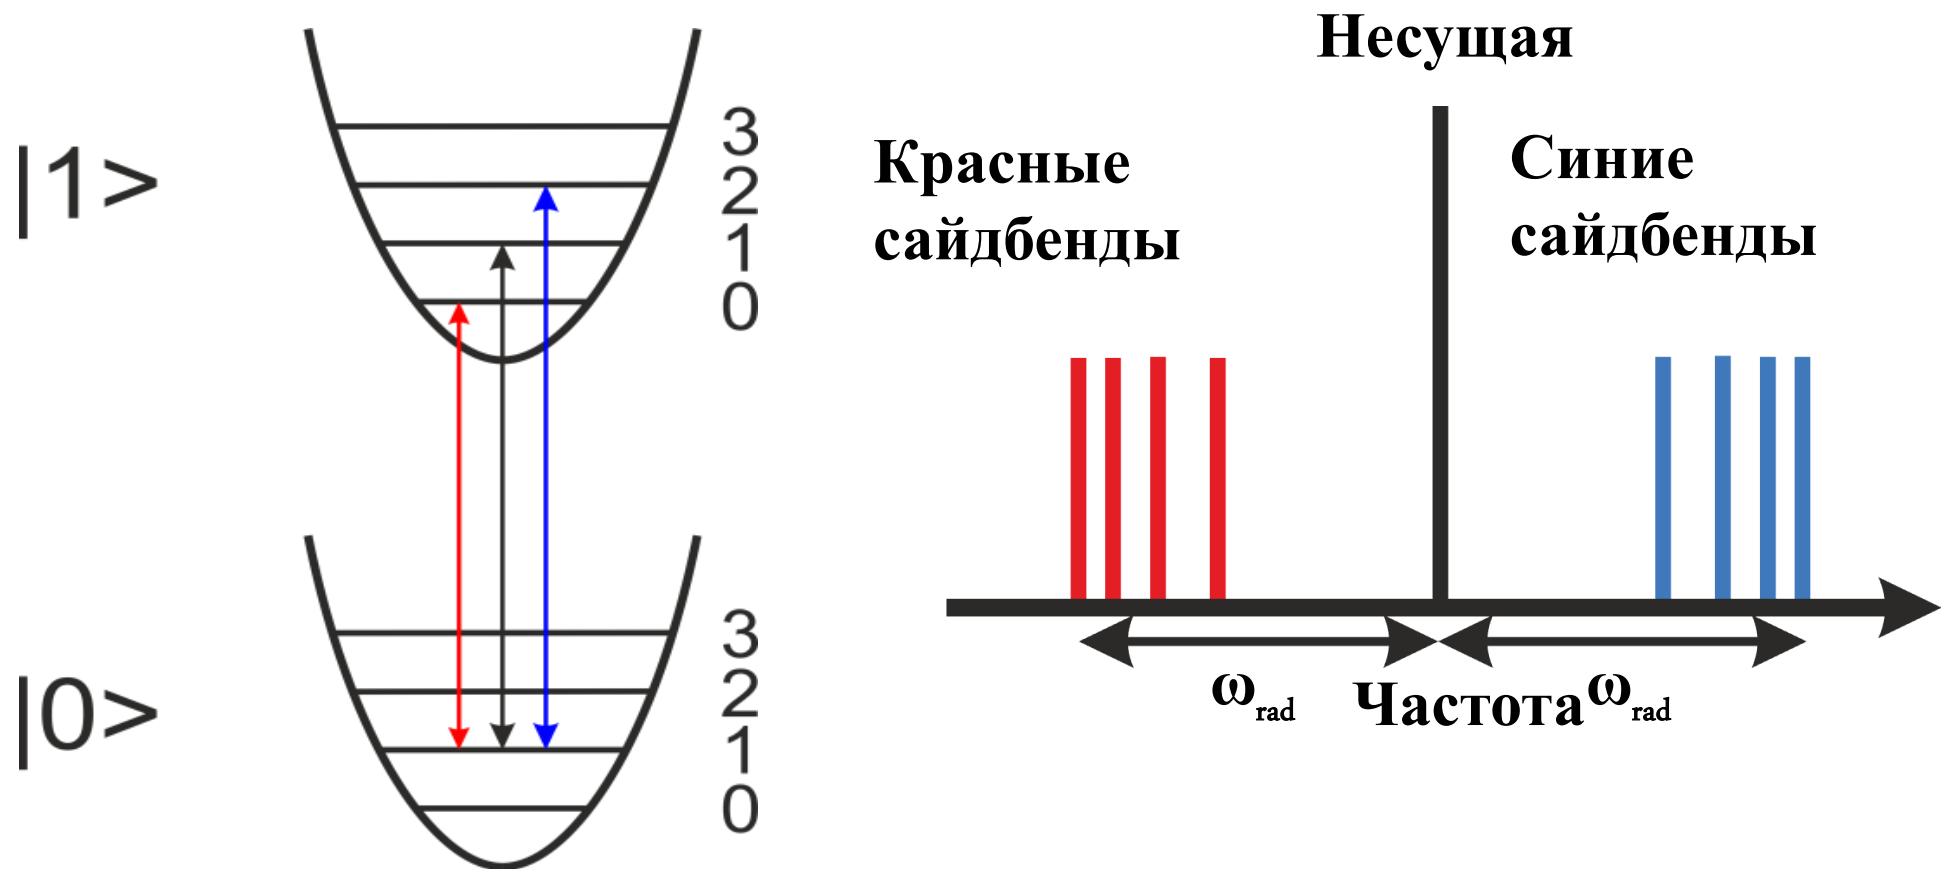 |1>
3
2
1
0
|0>
3
2
1
0
Несущая
Красные
сайдбенды
Синие
сайдбенды
ωrad
Частота
ωrad